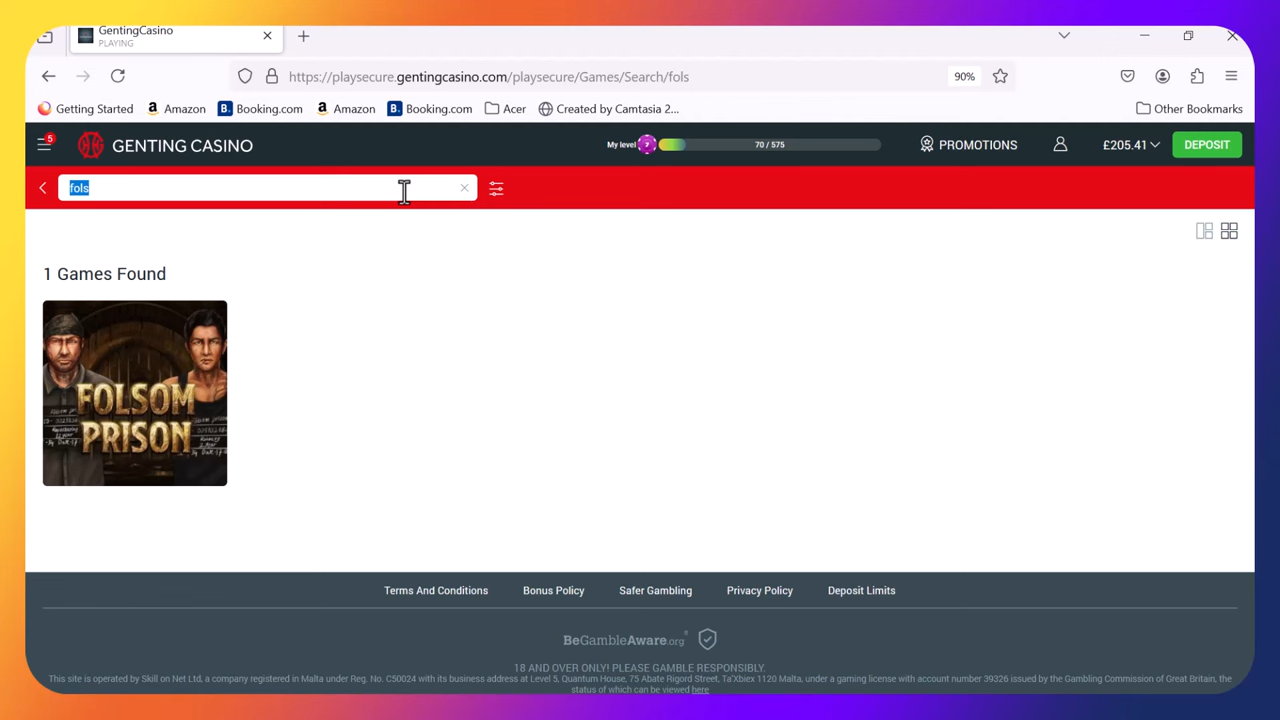 GentingCasino
PLAYING
https://playsecure.gentingcasino.com/playsecure/Games/Search/fols
90%
Getting Started
Amazon
B. Booking.com
Amazon
B. Booking.com
Acer
Created by Camtasia 2...
Other Bookmarks
5
GENTING CASINO
My level
7
70 / 575
PROMOTIONS
£205.41
DEPOSIT
fols
1 Games Found
FOLSOM
PRISON
Terms And Conditions
Bonus Policy
Safer Gambling
Privacy Policy
Deposit Limits
BeGambleAware.org®
18 AND OVER ONLY! PLEASE GAMBLE RESPONSIBLY.
This site is operated by Skill on Net Ltd, a company registered in Malta under Reg. No. C50024 with its business address at Level 5, Quantum House, 75 Abate Rigord Street, Ta'Xbiex 1120 Malta, under a gaming license with account number 39326 issued by the Gambling Commission of Great Britain, the
status of which can be viewed here